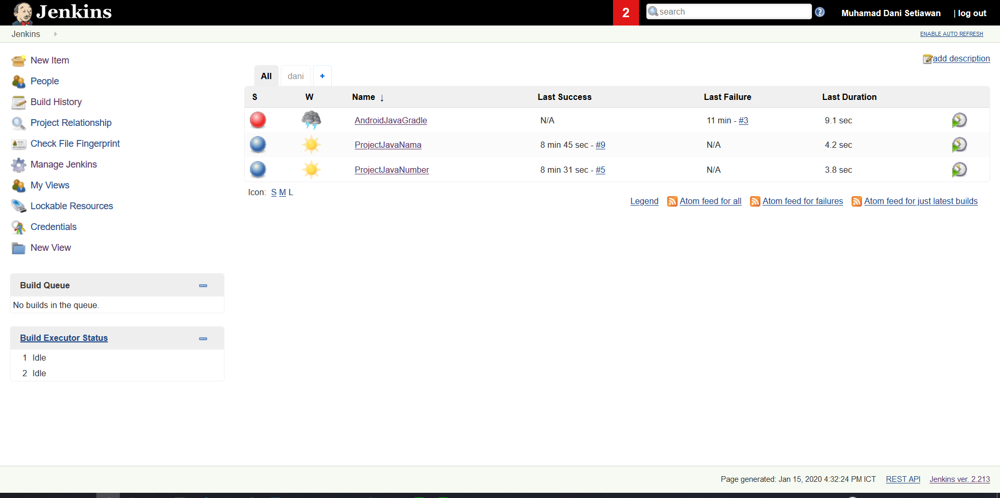 Jenkins
2
search
Muhamad Dani Setiawan
| log out
Jenkins
ENABLE AUTO REFRESH
New Item
People
Build History
Project Relationship
Check File Fingerprint
Manage Jenkins
My Views
Lockable Resources
Credentials
New View
Build Queue
No builds in the queue.
Build Executor Status
1 Idle
2 Idle
add description
All dani +
S W Name ↓ Last Success Last Failure Last Duration
AndroidJavaGradle N/A 11 min - #3 9.1 sec
ProjectJavaNama 8 min 45 sec - #9 N/A 4.2 sec
ProjectJavaNumber 8 min 31 sec - #5 N/A 3.8 sec
Icon: S M L
Legend Atom feed for all Atom feed for failures Atom feed for just latest builds
Page generated: Jan 15, 2020 4:32:24 PM ICT REST API Jenkins ver. 2.213